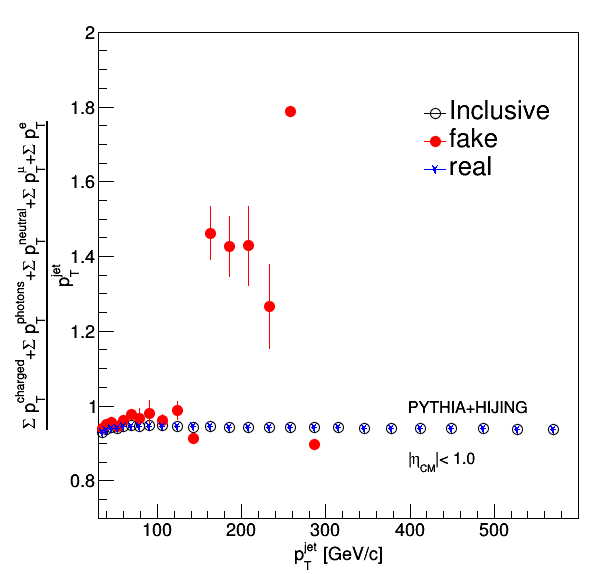 2
1.8
1.6
1.4
1.2
1
0.8
Σ p_T^charged + Σ p_T^photons + Σ p_T^neutral + Σ p_T^μ + Σ p_T^e
p_T^jet
Inclusive
fake
real
PYTHIA+HIJING
|η_CM|< 1.0
100 200 300 400 500
p_T^jet [GeV/c]